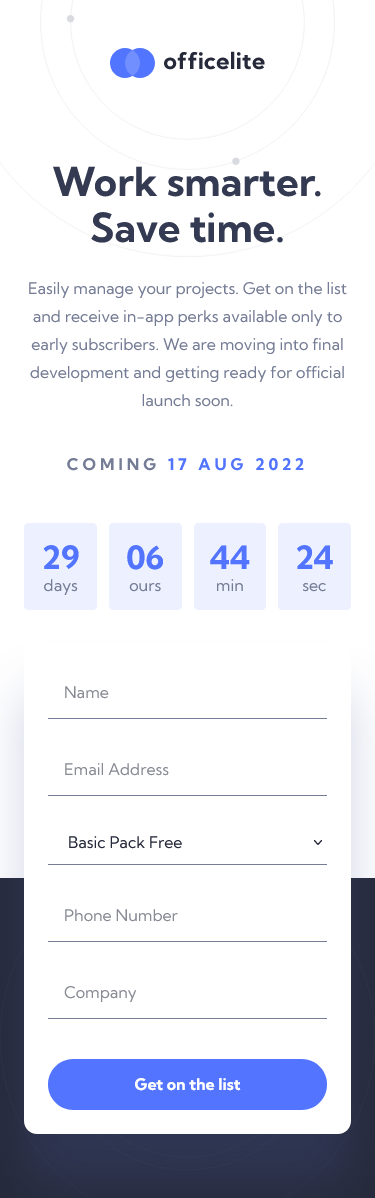 officelite
Work smarter.
Save time.
Easily manage your projects. Get on the list
and receive in-app perks available only to
early subscribers. We are moving into final
development and getting ready for official
launch soon.
COMING 17 AUG 2022
29 06 44 24
days ours min sec
Name
Email Address
Basic Pack Free
Phone Number
Company
Get on the list